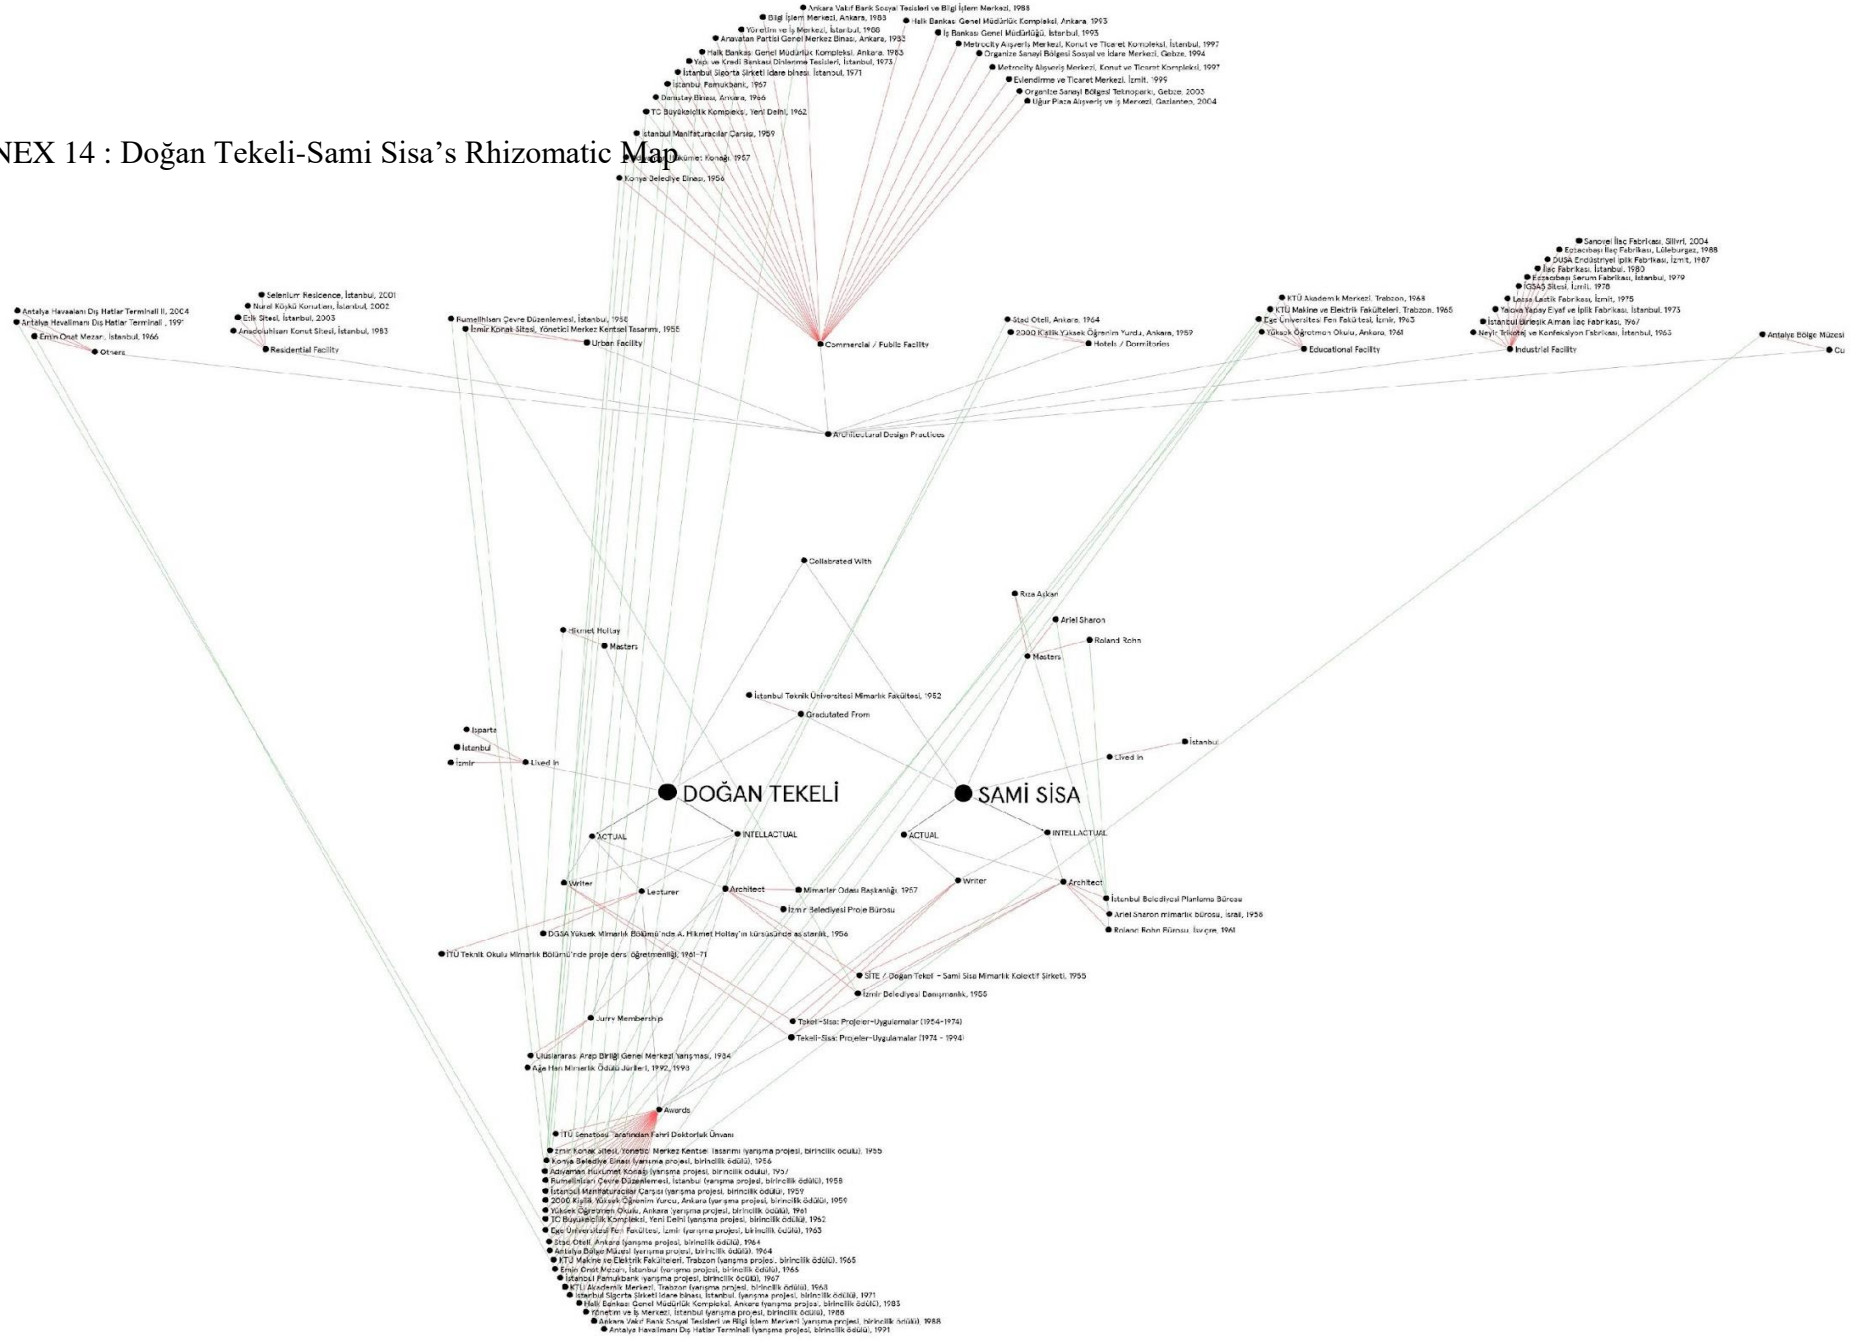 Ankara Vakıf Bank Sosyal Tesisleri ve Bilgi İşlem Merkezi, 1988
Bilgi İşlem Merkezi, Ankara, 1988
Halk Bankası Genel Müdürlük Kompleksi, Ankara, 1993
Yönetim ve İş Merkezi, İstanbul, 1988
İş Bankası Genel Müdürlüğü, İstanbul, 1993
Anavatan Partisi Genel Merkez Binası, Ankara, 1983
Metrocity Alışveriş Merkezi, Konut ve Ticaret Kompleksi, İstanbul, 1997
Halk Bankası Genel Müdürlük Kompleksi, Ankara, 1983
Organize Sanayi Bölgesi Sosyal ve İdare Merkezi, Gebze, 1994
Yapı ve Kredi Bankası Dinlenme Tesisleri, İstanbul, 1973
Metrocity Alışveriş Merkezi, Konut ve Ticaret Kompleksi, 1997
İstanbul Sigorta Şirketi İdare binası, İstanbul, 1971
Evlendirme ve Ticaret Merkezi, İzmit, 1999
İstanbul Pamukbank, 1967
Organize Sanayi Bölgesi Teknoparkı, Gebze, 2003
Danıştay Binası, Ankara, 1966
Uğur Plaza Alışveriş ve İş Merkezi, Gaziantep, 2004
TC Büyükelçilik Kompleksi, Yeni Delhi, 1962
İstanbul Manifaturacılar Çarşısı, 1959
NEX 14 : Doğan Tekeli-Sami Sisa's Rhizomatic Map
Adıyaman Hükümet Konağı, 1957
Konya Belediye Binası, 1956
Sanovel İlaç Fabrikası, Silivri, 2004
Eczacıbaşı İlaç Fabrikası, Lüleburgaz, 1988
DUSA Endüstriyel İplik Fabrikası, İzmit, 1987
İlaç Fabrikası, İstanbul, 1980
Eczacıbaşı Serum Fabrikası, İstanbul, 1979
İGSAŞ Sitesi, İzmit, 1978
Lassa Lastik Fabrikası, İzmit, 1975
Yalova Yapay Elyaf ve İplik Fabrikası, İstanbul, 1973
İstanbul Birleşik Alman İlaç Fabrikası, 1967
Neyir Trikotaj ve Konfeksiyon Fabrikası, İstanbul, 1965
Industrial Facility
Selenium Residence, İstanbul, 2001
Nural Köşkü Konutları, İstanbul, 2002
Etik Sitesi, İstanbul, 2003
Anadoluhisarı Konut Sitesi, İstanbul, 1983
Residential Facility
Antalya Havaalanı Dış Hatlar Terminali II, 2004
Antalya Havalimanı Dış Hatlar Terminali , 1991
Emin Onat Mezarı, İstanbul, 1966
Others
Rumelihisarı Çevre Düzenlemesi, İstanbul, 1958
İzmir Konak Sitesi, Yönetici Merkez Kentsel Tasarımı, 1955
Urban Facility
Commercial / Public Facility
Stad Oteli, Ankara, 1964
2000 Kişilik Yüksek Öğrenim Yurdu, Ankara, 1959
Hotels / Dormitories
KTÜ Akademik Merkezi, Trabzon, 1968
KTÜ Makine ve Elektrik Fakülteleri, Trabzon, 1965
Ege Üniversitesi Fen Fakültesi, İzmir, 1963
Yüksek Öğretmen Okulu, Ankara, 1961
Educational Facility
Antalya Bölge Müzesi
Cu
Architectural Design Practices
Collabrated With
Rıza Aşkan
Ariel Sharon
Hikmet Holtay
Roland Rohn
Masters
Masters
İstanbul Teknik Üniversitesi Mimarlık Fakültesi, 1952
Gradutated From
Isparta
İstanbul
İzmir
Lived In
İstanbul
Lived In
DOĞAN TEKELİ
SAMİ SİSA
ACTUAL
INTELLACTUAL
ACTUAL
INTELLACTUAL
Writer
Lecturer
Architect
Mimarlar Odası Başkanlığı, 1957
Writer
Architect
İzmir Belediyesi Proje Bürosu
İstanbul Belediyesi Planlama Bürosu
Ariel Sharon mimarlık bürosu, İsrail, 1958
Roland Rohn Bürosu, İsviçre, 1961
DGSA Yüksek Mimarlık Bölümü'nde A. Hikmet Holtay'ın kürsüsünde asistanlık, 1956
İTÜ Teknik Okulu Mimarlık Bölümü'nde proje dersi öğretmenliği, 1961-71
SİTE / Doğan Tekeli - Sami Sisa Mimarlık Kolektif Şirketi, 1955
İzmir Belediyesi Danışmanlık, 1955
Jurry Membership
Tekeli-Sisa: Projeler-Uygulamalar (1954-1974)
Tekeli-Sisa: Projeler-Uygulamalar (1974 - 1994)
Uluslararası Arap Birliği Genel Merkezi Yarışması, 1984
Ağa Han Mimarlık Ödülü Jürileri, 1992, 1998
Awards
İTÜ Senatosu Tarafından Fahri Doktorluk Ünvanı
İzmir Konak Sitesi, Yönetici Merkez Kentsel Tasarımı (yarışma projesi, birincilik ödülü), 1955
Konya Belediye Binası (yarışma projesi, birincilik ödülü), 1956
Adıyaman Hükümet Konağı (yarışma projesi, birincilik ödülü), 1957
Rumelihisarı Çevre Düzenlemesi, İstanbul (yarışma projesi, birincilik ödülü), 1958
İstanbul Manifaturacılar Çarşısı (yarışma projesi, birincilik ödülü), 1959
2000 Kişilik Yüksek Öğrenim Yurdu, Ankara (yarışma projesi, birincilik ödülü), 1959
Yüksek Öğretmen Okulu, Ankara (yarışma projesi, birincilik ödülü), 1961
TC Büyükelçilik Kompleksi, Yeni Delhi (yarışma projesi, birincilik ödülü), 1962
Ege Üniversitesi Fen Fakültesi, İzmir (yarışma projesi, birincilik ödülü), 1963
Stad Oteli, Ankara (yarışma projesi, birincilik ödülü), 1964
Antalya Bölge Müzesi (yarışma projesi, birincilik ödülü), 1964
KTÜ Makine ve Elektrik Fakülteleri, Trabzon (yarışma projesi, birincilik ödülü), 1965
Emin Onat Mezarı, İstanbul (yarışma projesi, birincilik ödülü), 1966
İstanbul Pamukbank (yarışma projesi, birincilik ödülü), 1967
KTÜ Akademik Merkezi, Trabzon (yarışma projesi, birincilik ödülü), 1968
İstanbul Sigorta Şirketi İdare binası, İstanbul, (yarışma projesi, birincilik ödülü), 1971
Halk Bankası Genel Müdürlük Kompleksi, Ankara (yarışma projesi, birincilik ödülü), 1983
Yönetim ve İş Merkezi, İstanbul (yarışma projesi, birincilik ödülü), 1988
Ankara Vakıf Bank Sosyal Tesisleri ve Bilgi İşlem Merkezi (yarışma projesi, birincilik ödülü), 1988
Antalya Havalimanı Dış Hatlar Terminali (yarışma projesi, birincilik ödülü), 1991